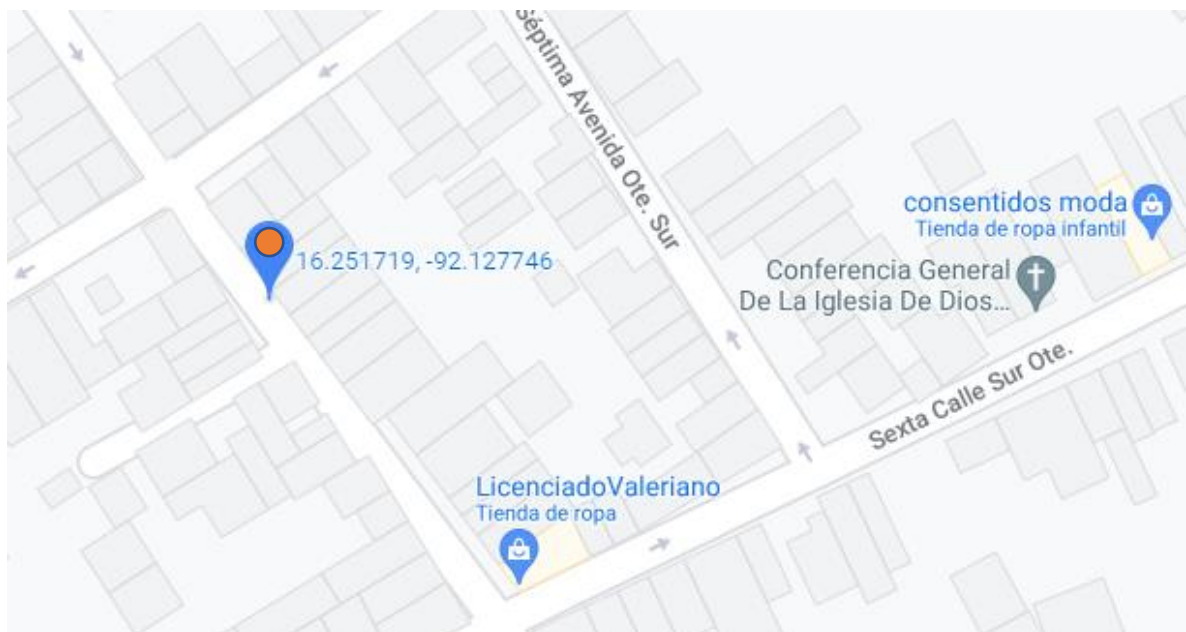 Séptima Avenida Ote. Sur
consentidos moda
Tienda de ropa infantil
16.251719, -92.127746
Conferencia General
De La Iglesia De Dios...
Sexta Calle Sur Ote.
LicenciadoValeriano
Tienda de ropa